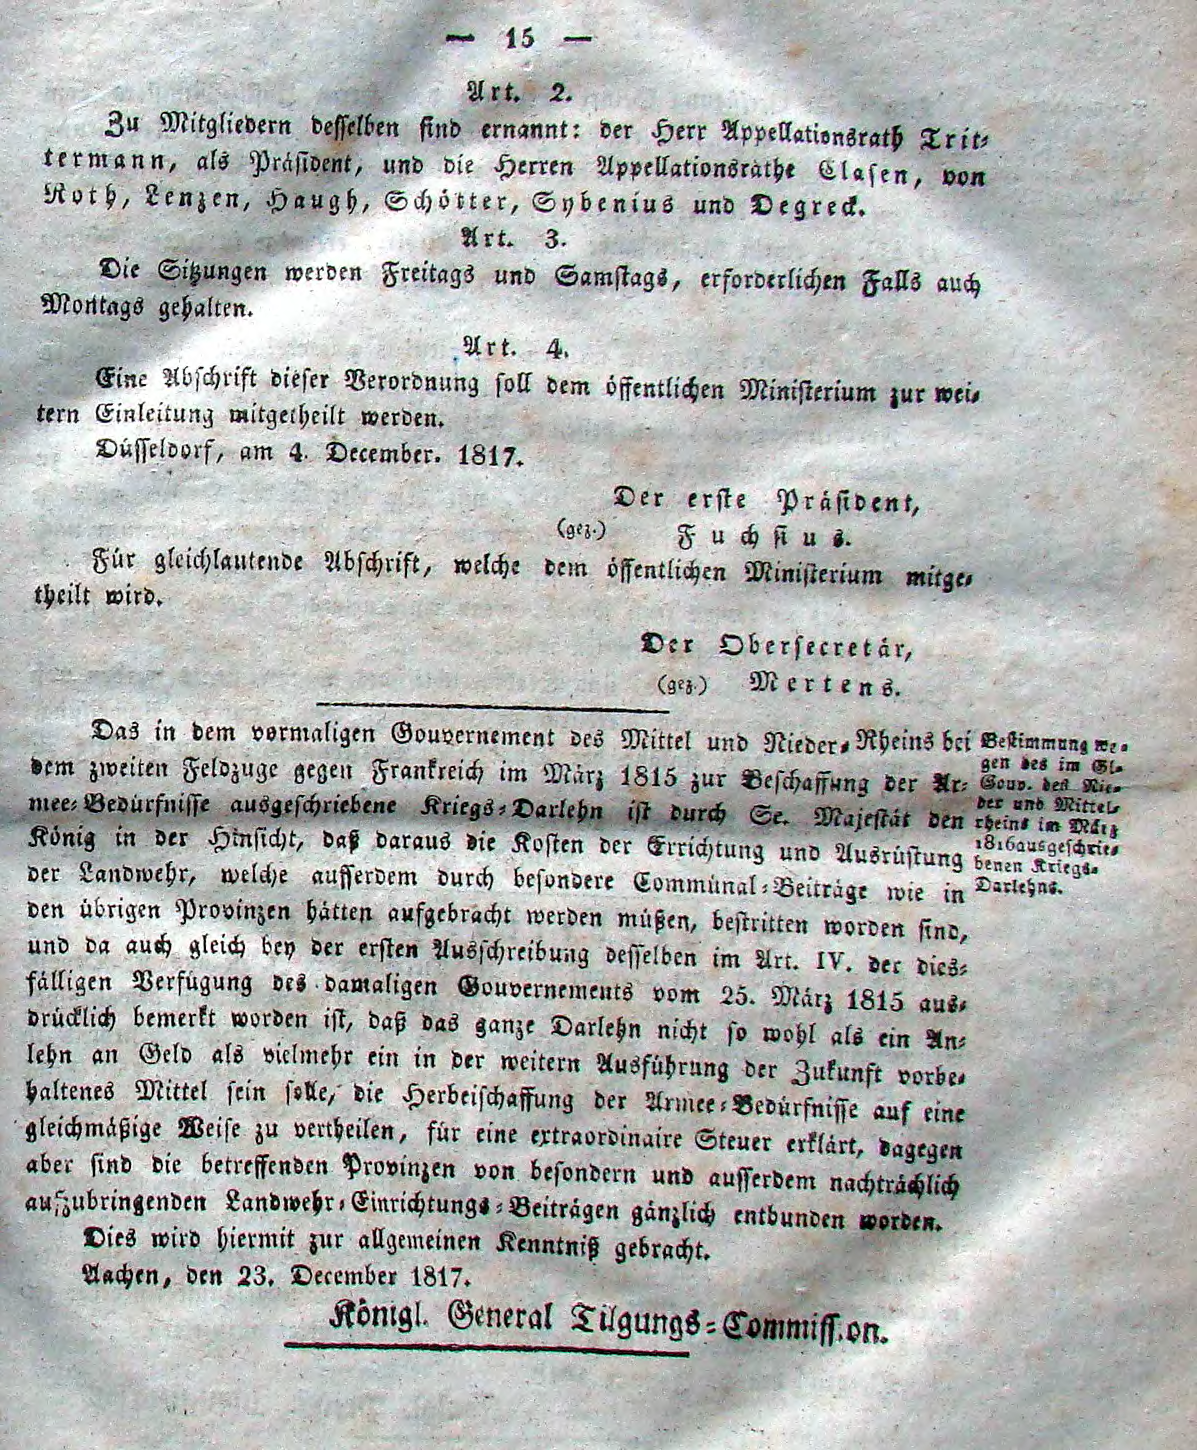 — 15 —
Art. 2.
Zu Mitgliedern desselben sind ernannt: der Herr Appellationsrath Trit-
termann, als Präsident, und die Herren Appellationsräthe Clasen, von
Roth, Lenzen, Haugh, Schötter, Sybenius und Degreck.
Art. 3.
Die Sitzungen werden Freitags und Samstags, erforderlichen Falls auch
Montags gehalten.
Art. 4.
Eine Abschrift dieser Verordnung soll dem öffentlichen Ministerium zur wei-
tern Einleitung mitgetheilt werden.
Düsseldorf, am 4. December. 1817.
Der erste Präsident,
(gez.) Fuchsius.
Für gleichlautende Abschrift, welche dem öffentlichen Ministerium mitge-
theilt wird.
Der Obersecretär,
(gez.) Mertens.
Das in dem vormaligen Gouvernement des Mittel und Nieder-Rheins bei
dem zweiten Feldzuge gegen Frankreich im März 1815 zur Beschaffung der Ar-
mee-Bedürfnisse ausgeschriebene Kriegs-Darlehn ist durch Se. Majestät den
König in der Hinsicht, daß daraus die Kosten der Errichtung und Ausrüstung
der Landwehr, welche ausserdem durch besondere Communal-Beiträge wie in
den übrigen Provinzen hätten aufgebracht werden müßen, bestritten worden sind,
und da auch gleich bey der ersten Ausschreibung desselben im Art. IV. der dies-
fälligen Verfügung des damaligen Gouvernements vom 25. März 1815 aus-
drücklich bemerkt worden ist, daß das ganze Darlehn nicht so wohl als ein An-
lehn an Geld als vielmehr ein in der weitern Ausführung der Zukunft vorbe-
haltenes Mittel sein solle, die Herbeischaffung der Armee-Bedürfnisse auf eine
gleichmäßige Weise zu vertheilen, für eine extraordinaire Steuer erklärt, dagegen
aber sind die betreffenden Provinzen von besondern und ausserdem nachträchlich
aufzubringenden Landwehr-Einrichtungs-Beiträgen gänzlich entbunden worden.
Dies wird hiermit zur allgemeinen Kenntniß gebracht.
Aachen, den 23. December 1817.
Königl. General Tilgungs-Commission.
Bestimmung we-
gen des im Gl-
Gouv. des Nie-
der und Mittel-
rheins im März
1816 ausgeschrie-
benen Kriegs-
Darlehns.